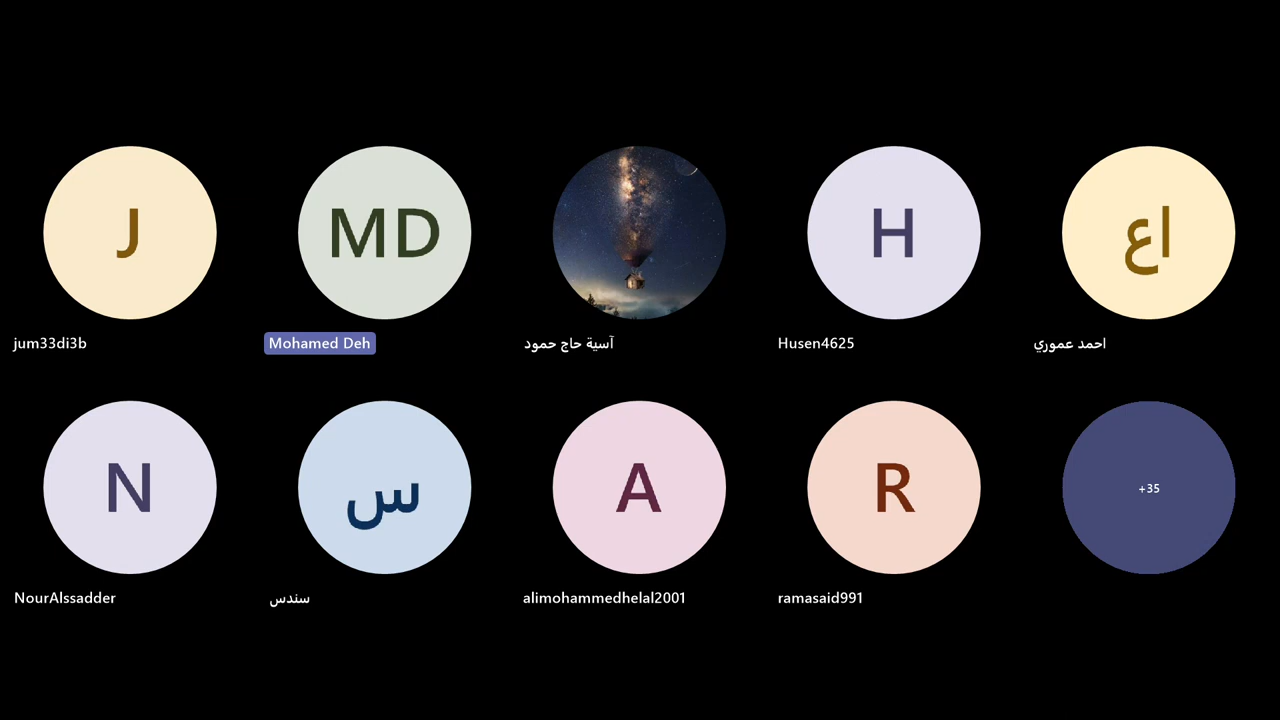 J
MD
H
اع
jum33di3b
Mohamed Deh
آسية حاج حمود
Husen4625
احمد عموري
N
س
A
R
+35
NourAlssadder
سندس
alimohammedhelal2001
ramasaid991